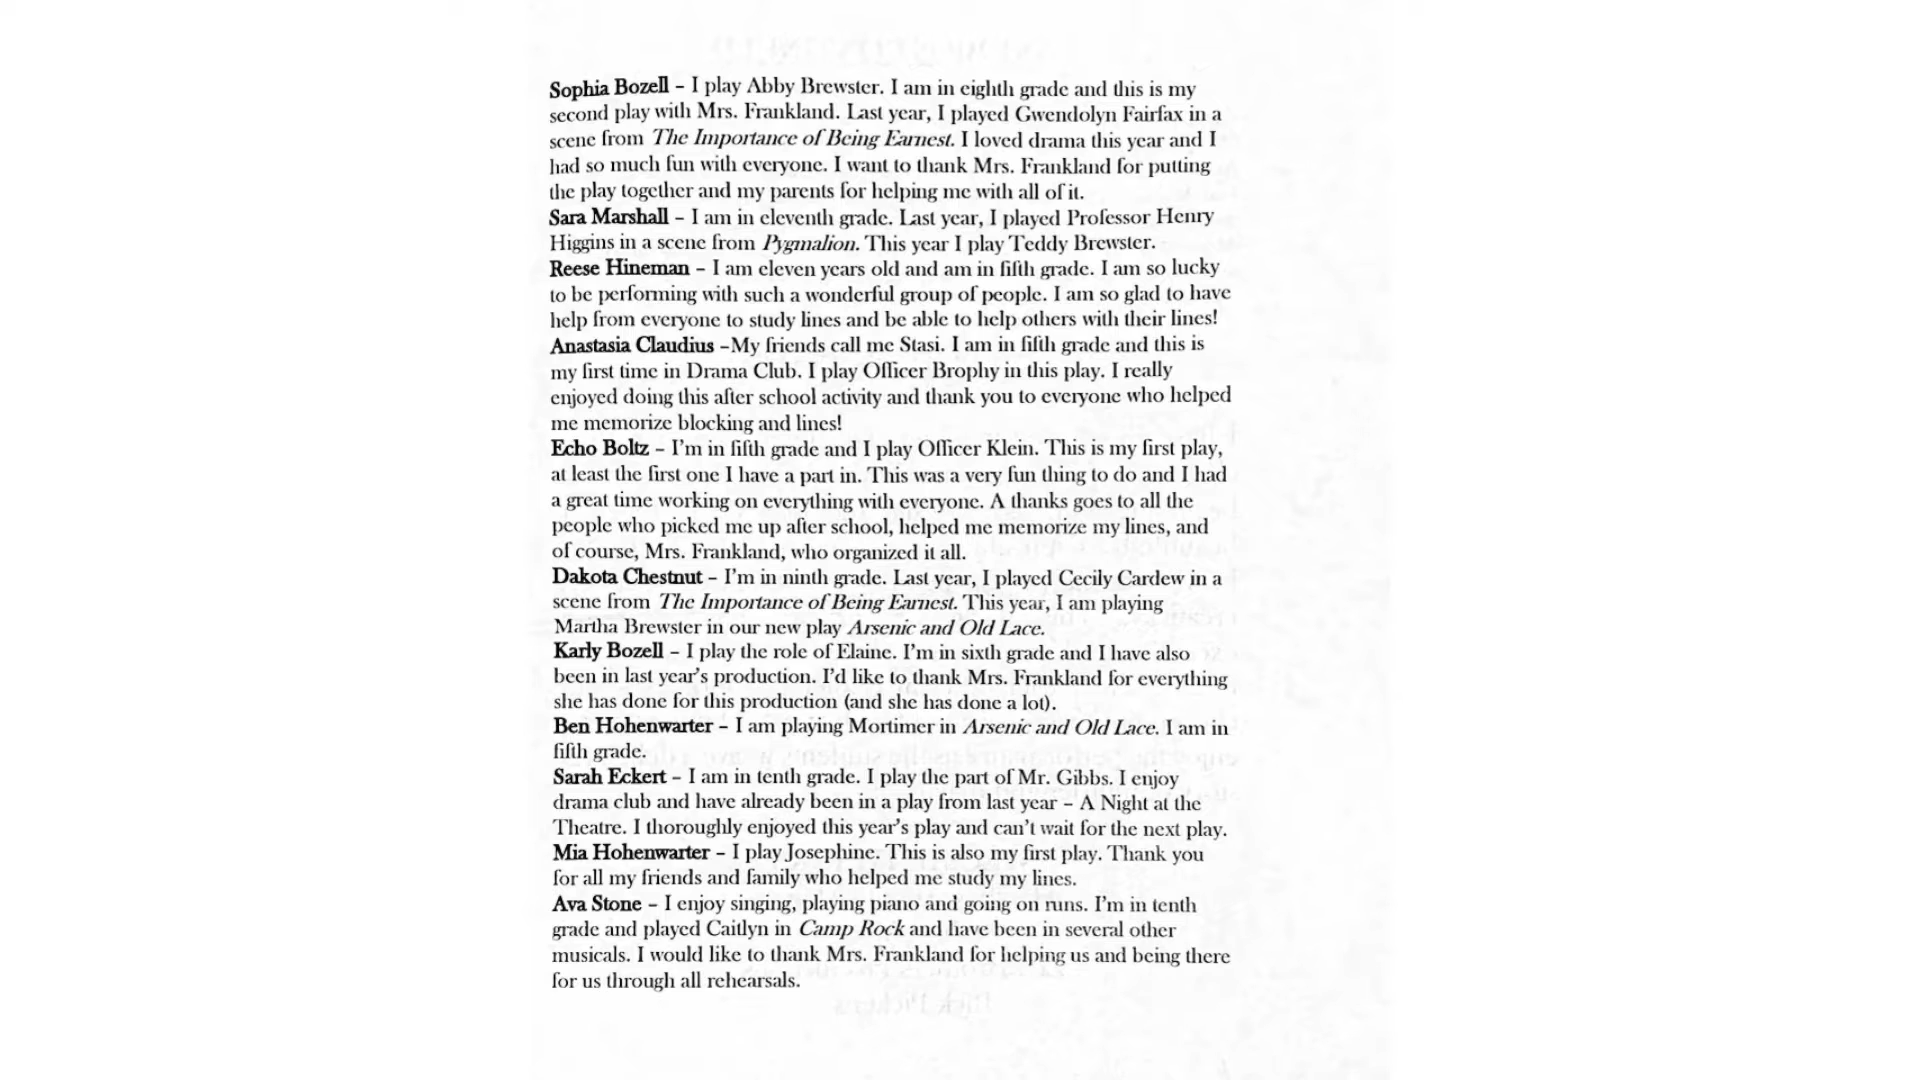 Sophia Bozell – I play Abby Brewster. I am in eighth grade and this is my
second play with Mrs. Frankland. Last year, I played Gwendolyn Fairfax in a
scene from The Importance of Being Earnest. I loved drama this year and I
had so much fun with everyone. I want to thank Mrs. Frankland for putting
the play together and my parents for helping me with all of it.
Sara Marshall – I am in eleventh grade. Last year, I played Professor Henry
Higgins in a scene from Pygmalion. This year I play Teddy Brewster.
Reese Hineman – I am eleven years old and am in fifth grade. I am so lucky
to be performing with such a wonderful group of people. I am so glad to have
help from everyone to study lines and be able to help others with their lines!
Anastasia Claudius –My friends call me Stasi. I am in fifth grade and this is
my first time in Drama Club. I play Officer Brophy in this play. I really
enjoyed doing this after school activity and thank you to everyone who helped
me memorize blocking and lines!
Echo Boltz – I'm in fifth grade and I play Officer Klein. This is my first play,
at least the first one I have a part in. This was a very fun thing to do and I had
a great time working on everything with everyone. A thanks goes to all the
people who picked me up after school, helped me memorize my lines, and
of course, Mrs. Frankland, who organized it all.
Dakota Chestnut – I'm in ninth grade. Last year, I played Cecily Cardew in a
scene from The Importance of Being Earnest. This year, I am playing
Martha Brewster in our new play Arsenic and Old Lace.
Karly Bozell – I play the role of Elaine. I'm in sixth grade and I have also
been in last year's production. I'd like to thank Mrs. Frankland for everything
she has done for this production (and she has done a lot).
Ben Hohenwarter – I am playing Mortimer in Arsenic and Old Lace. I am in
fifth grade.
Sarah Eckert – I am in tenth grade. I play the part of Mr. Gibbs. I enjoy
drama club and have already been in a play from last year – A Night at the
Theatre. I thoroughly enjoyed this year's play and can't wait for the next play.
Mia Hohenwarter – I play Josephine. This is also my first play. Thank you
for all my friends and family who helped me study my lines.
Ava Stone – I enjoy singing, playing piano and going on runs. I'm in tenth
grade and played Caitlyn in Camp Rock and have been in several other
musicals. I would like to thank Mrs. Frankland for helping us and being there
for us through all rehearsals.